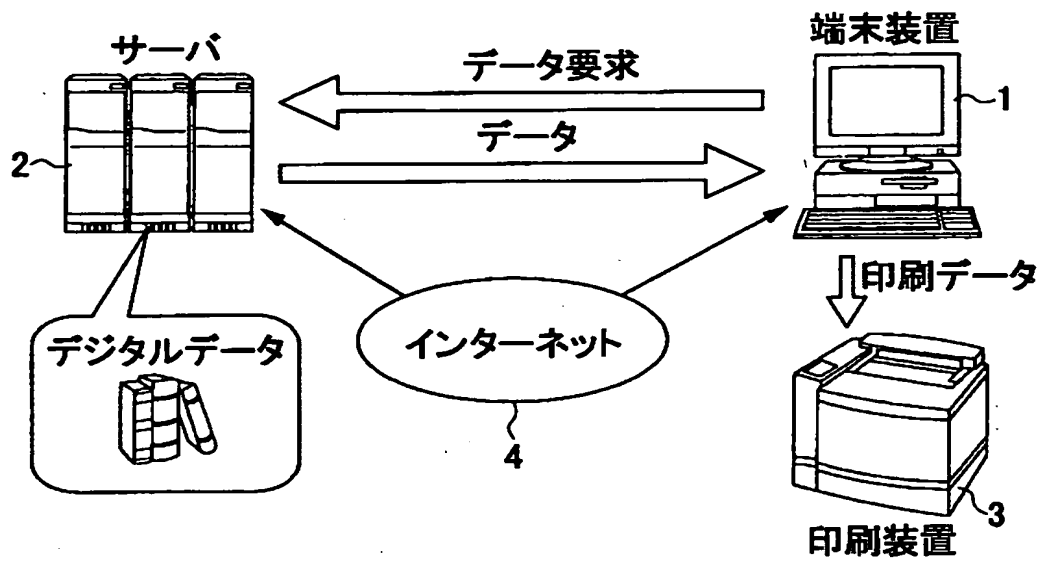 サーバ
端末装置
データ要求
1
データ
2
印刷データ
デジタルデータ
インターネット
4
3
印刷装置